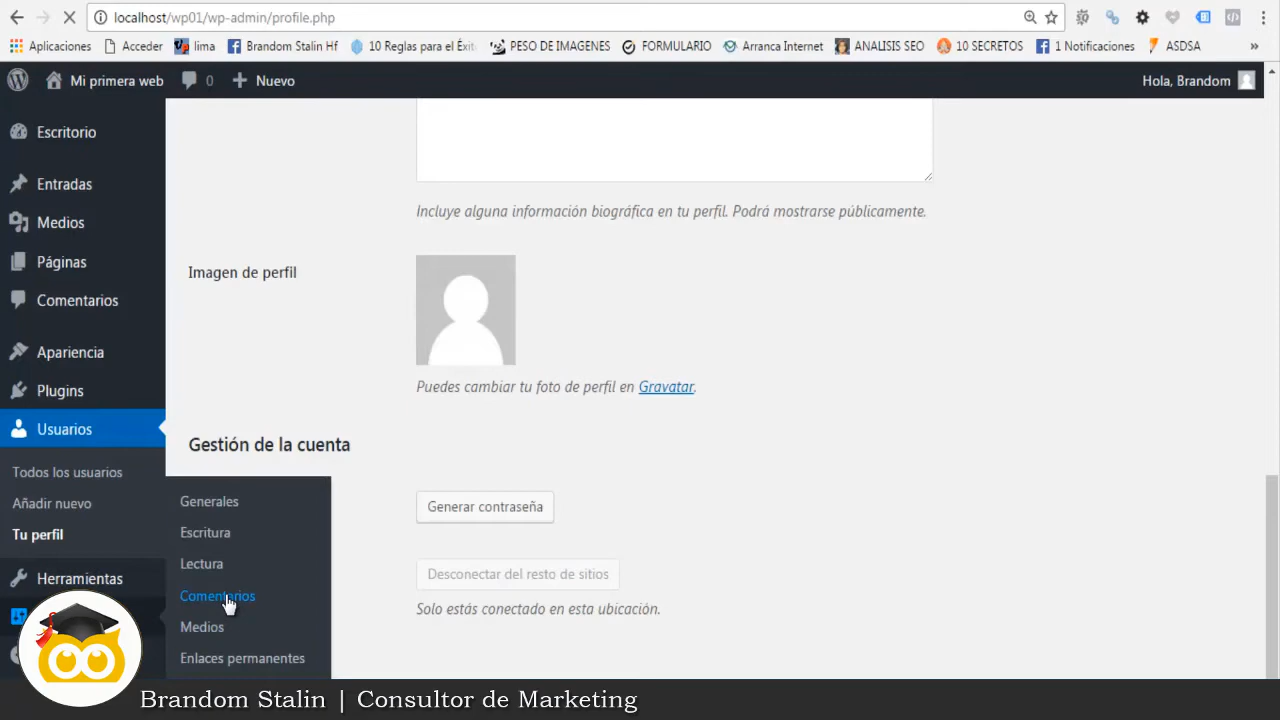 localhost/wp01/wp-admin/profile.php
Aplicaciones Acceder lima Brandom Stalin Hf 10 Reglas para el Éxit PESO DE IMAGENES FORMULARIO Arranca Internet ANALISIS SEO 10 SECRETOS 1 Notificaciones ASDSA »
Mi primera web 0 Nuevo Hola, Brandom
Escritorio
Entradas
Medios
Páginas
Comentarios
Apariencia
Plugins
Usuarios
Todos los usuarios
Añadir nuevo
Tu perfil
Herramientas
Generales
Escritura
Lectura
Comentarios
Medios
Enlaces permanentes
Incluye alguna información biográfica en tu perfil. Podrá mostrarse públicamente.
Imagen de perfil
Puedes cambiar tu foto de perfil en Gravatar.
Gestión de la cuenta
Generar contraseña
Desconectar del resto de sitios
Solo estás conectado en esta ubicación.
Brandom Stalin | Consultor de Marketing